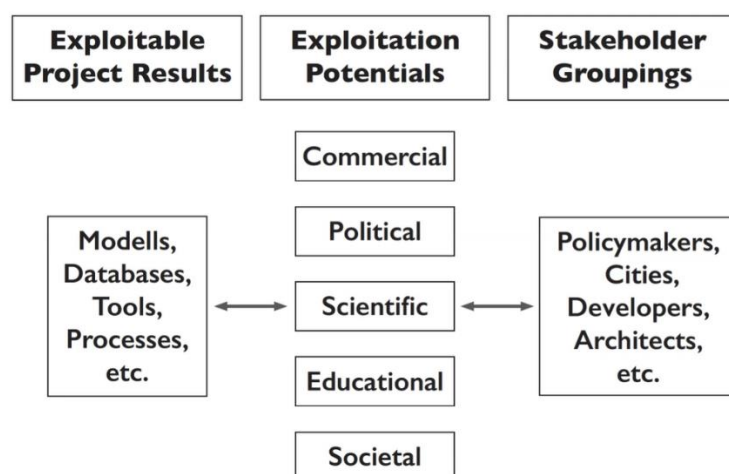 Exploitable
Project Results
Exploitation
Potentials
Stakeholder
Groupings
Modells,
Databases,
Tools,
Processes,
etc.
Commercial
Political
Scientific
Educational
Societal
Policymakers,
Cities,
Developers,
Architects,
etc.